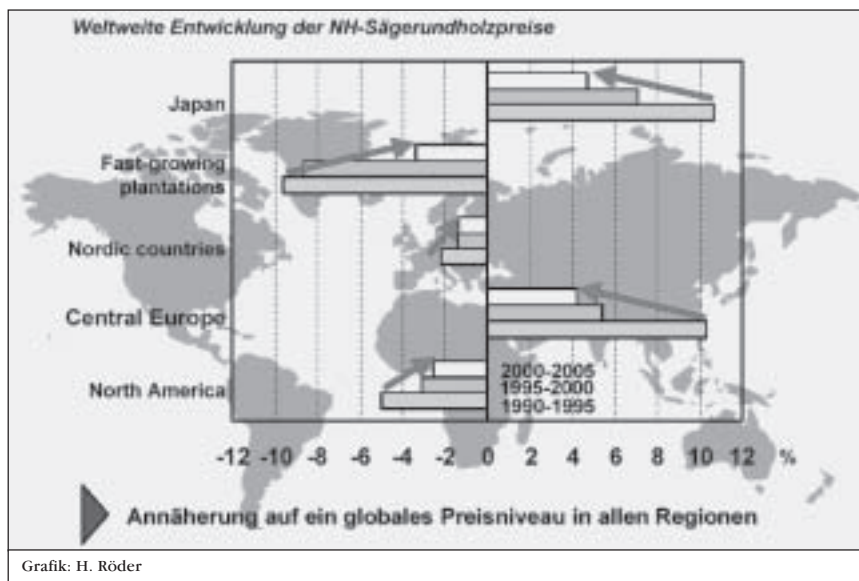 Weltweite Entwicklung der NH-Sägerundholzpreise
Japan
Fast-growing
plantations
Nordic countries
Central Europe
North America
2000-2005
1995-2000
1990-1995
-12 -10 -8 -6 -4 -2 0 2 4 6 8 10 12 %
Annäherung auf ein globales Preisniveau in allen Regionen
Grafik: H. Röder